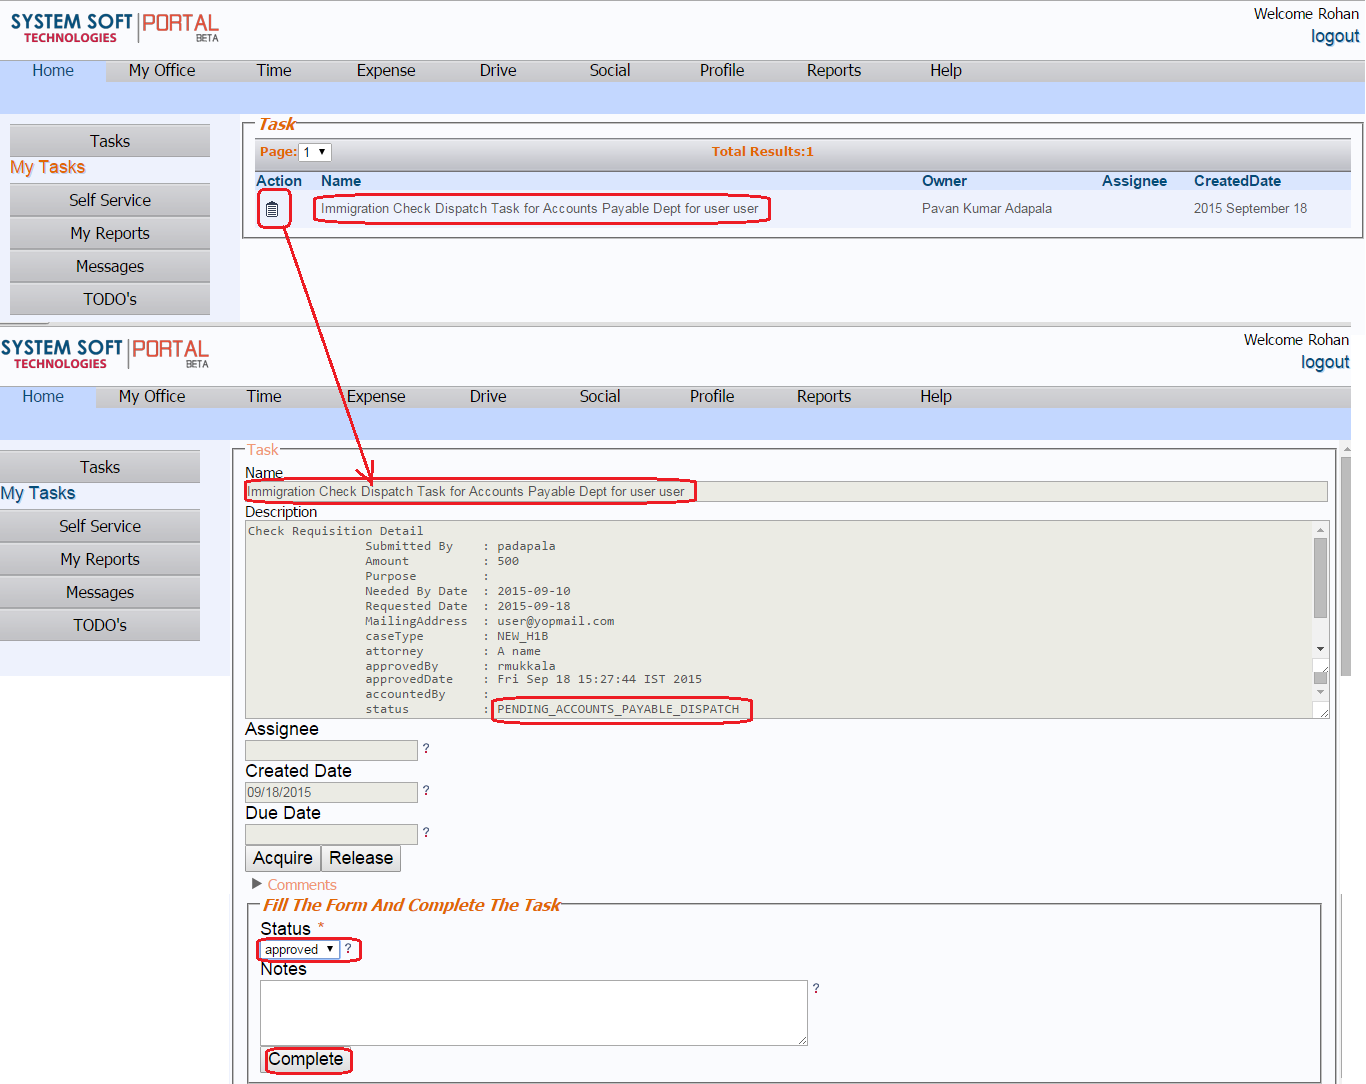 SYSTEM SOFT PORTAL
TECHNOLOGIES BETA
Welcome Rohan
logout
Home My Office Time Expense Drive Social Profile Reports Help
Tasks
My Tasks
Self Service
My Reports
Messages
TODO's
Task
Page: 1 Total Results:1
Action Name Owner Assignee CreatedDate
Immigration Check Dispatch Task for Accounts Payable Dept for user user Pavan Kumar Adapala 2015 September 18
SYSTEM SOFT PORTAL
TECHNOLOGIES BETA
Welcome Rohan
logout
Home My Office Time Expense Drive Social Profile Reports Help
Tasks
My Tasks
Self Service
My Reports
Messages
TODO's
Task
Name
Immigration Check Dispatch Task for Accounts Payable Dept for user user
Description
Check Requisition Detail
Submitted By : padapala
Amount : 500
Purpose :
Needed By Date : 2015-09-10
Requested Date : 2015-09-18
MailingAddress : user@yopmail.com
caseType : NEW_H1B
attorney : A name
approvedBy : rmukkala
approvedDate : Fri Sep 18 15:27:44 IST 2015
accountedBy :
status : PENDING_ACCOUNTS_PAYABLE_DISPATCH
Assignee
?
Created Date
09/18/2015 ?
Due Date
?
Acquire Release
Comments
Fill The Form And Complete The Task
Status *
approved ?
Notes
?
Complete